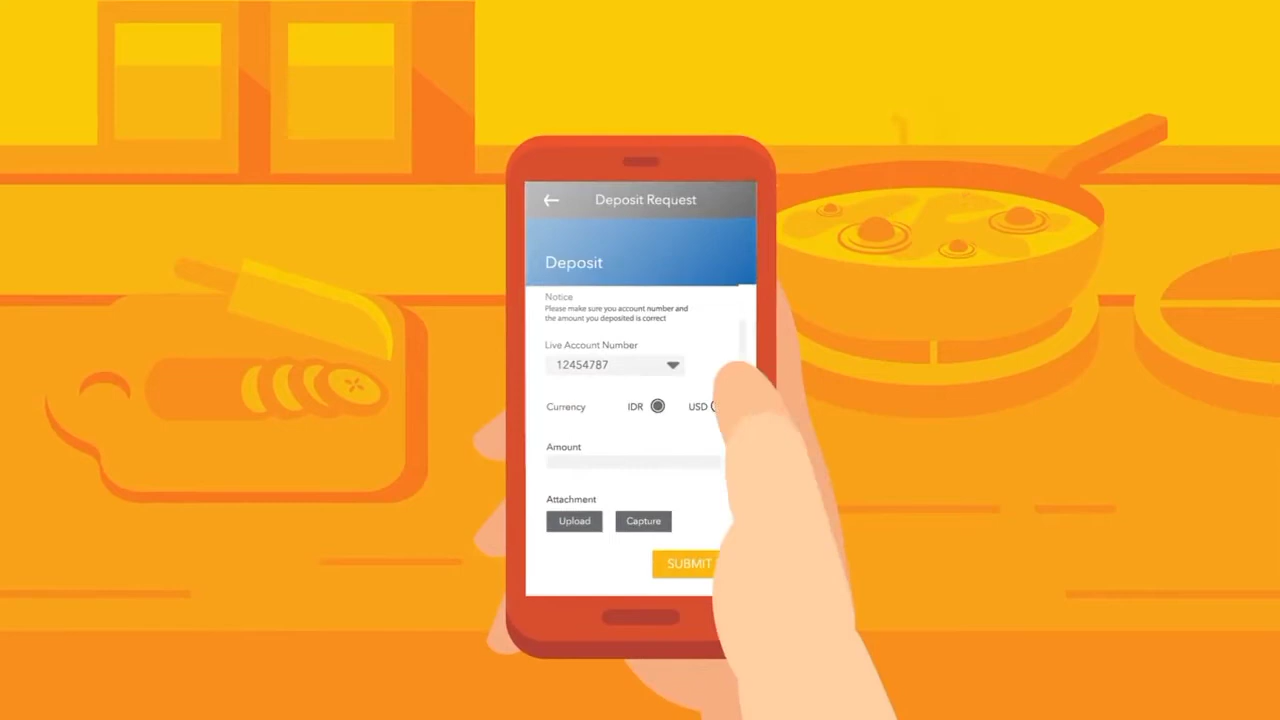 Deposit Request
Deposit
Notice
Please make sure you account number and
the amount you deposited is correct
Live Account Number
12454787
Currency IDR USD
Amount
Attachment
Upload Capture
SUBMIT